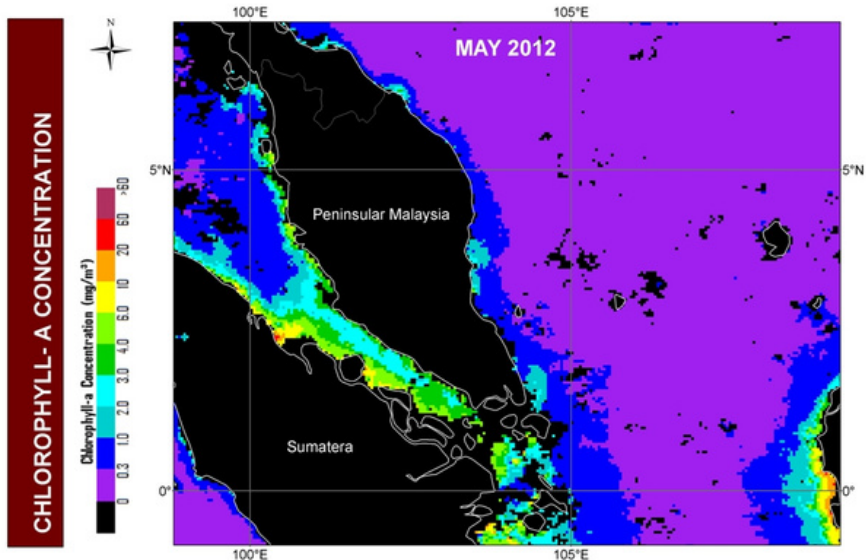 CHLOROPHYLL- A CONCENTRATION
N
Chlorophyll-a Concentration (mg/m³)
>60
60
20
10
6.0
4.0
3.0
2.0
1.0
0.3
0
100°E
105°E
MAY 2012
5°N
5°N
Peninsular Malaysia
Sumatera
0°
0°
100°E
105°E